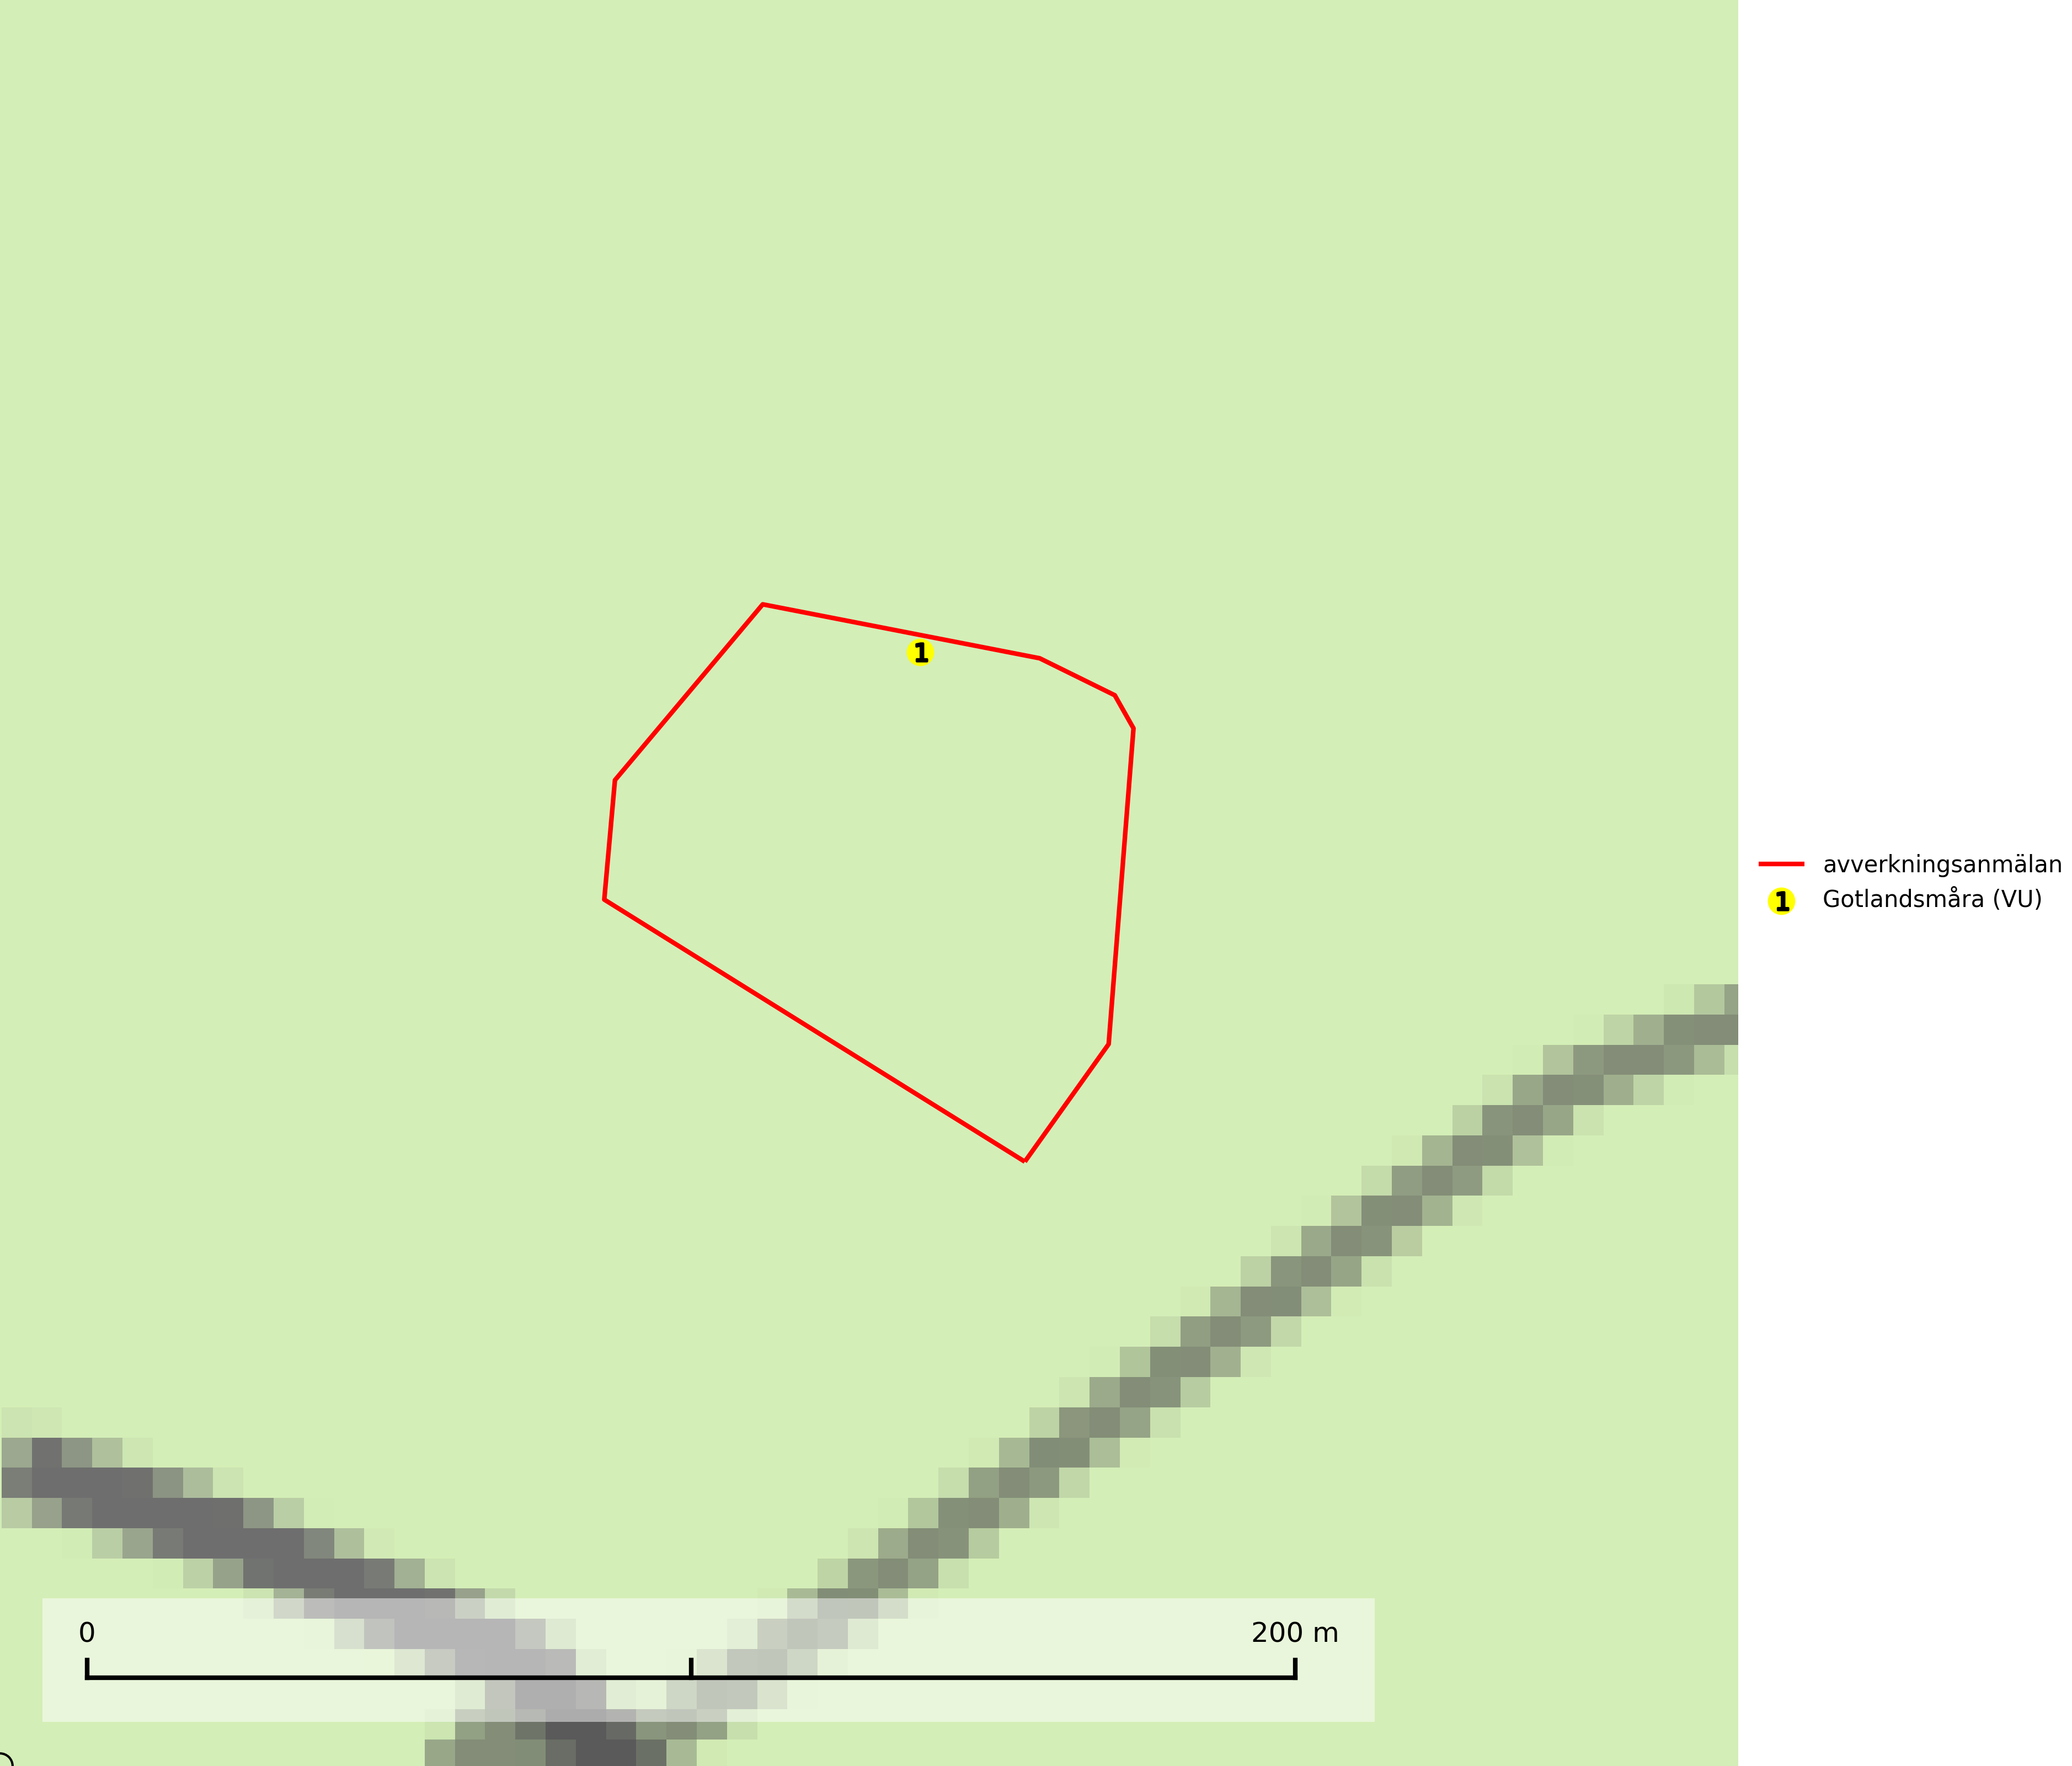 1
avverkningsanmälan
1 Gotlandsmåra (VU)
0 200 m